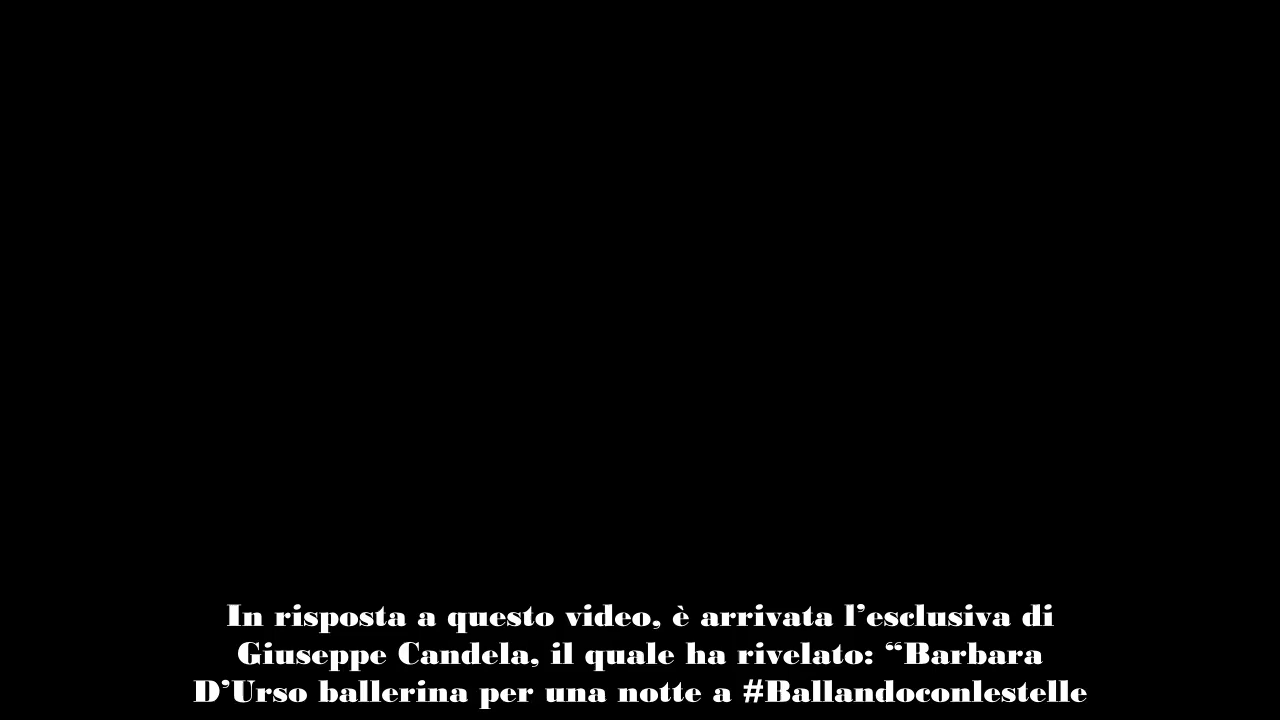 In risposta a questo video, è arrivata l’esclusiva di
Giuseppe Candela, il quale ha rivelato: “Barbara
D’Urso ballerina per una notte a #Ballandoconlestelle